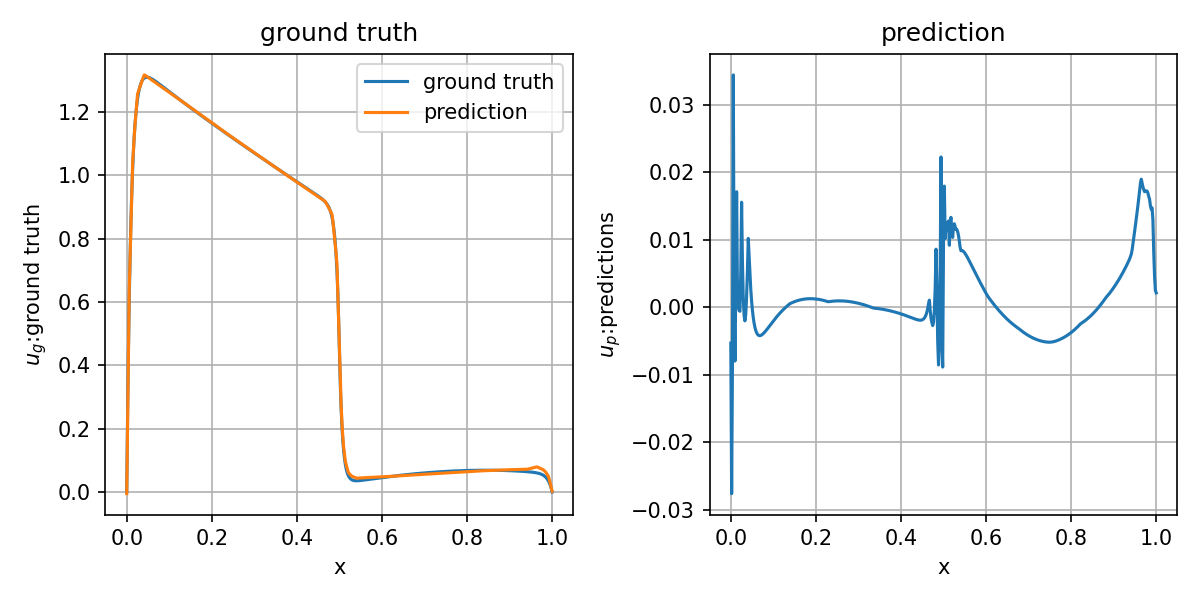 ground truth
ground truth
prediction
1.2
1.0
0.8
0.6
0.4
0.2
0.0
u_g:ground truth
0.0 0.2 0.4 0.6 0.8 1.0
x
prediction
0.03
0.02
0.01
0.00
−0.01
−0.02
−0.03
u_p:predictions
0.0 0.2 0.4 0.6 0.8 1.0
x